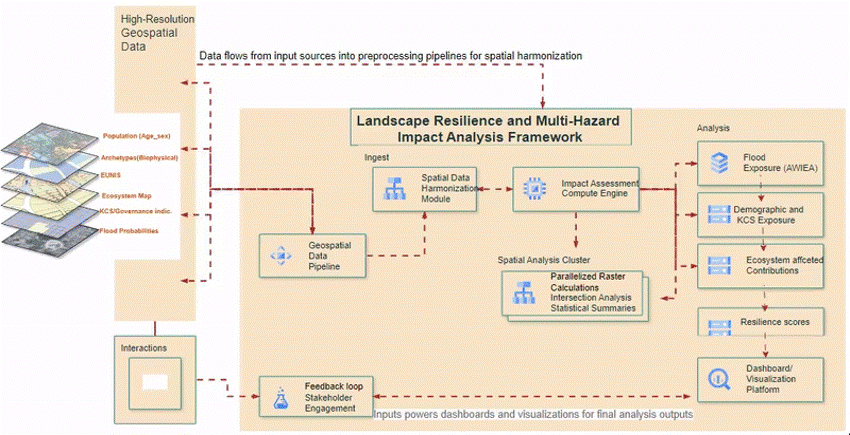 High-Resolution
Geospatial
Data
Data flows from input sources into preprocessing pipelines for spatial harmonization
Landscape Resilience and Multi-Hazard
Impact Analysis Framework
Analysis
Population (Age_sex)
Archetypes(Biophysical)
EUNIS
Ecosystem Map
KCS/Governance indic.
Flood Probabilities
Ingest
Spatial Data
Harmonization
Module
Impact Assessment
Compute Engine
Flood
Exposure (AWIEA)
Demographic and
KCS Exposure
Geospatial
Data
Pipeline
Spatial Analysis Cluster
Parallelized Raster
Calculations
Intersection Analysis
Statistical Summaries
Ecosystem affceted
Contributions
Resilience scores
Interactions
Feedback loop
Stakeholder
Engagement
Dashboard/
Visualization
Platform
Inputs powers dashboards and visualizations for final analysis outputs